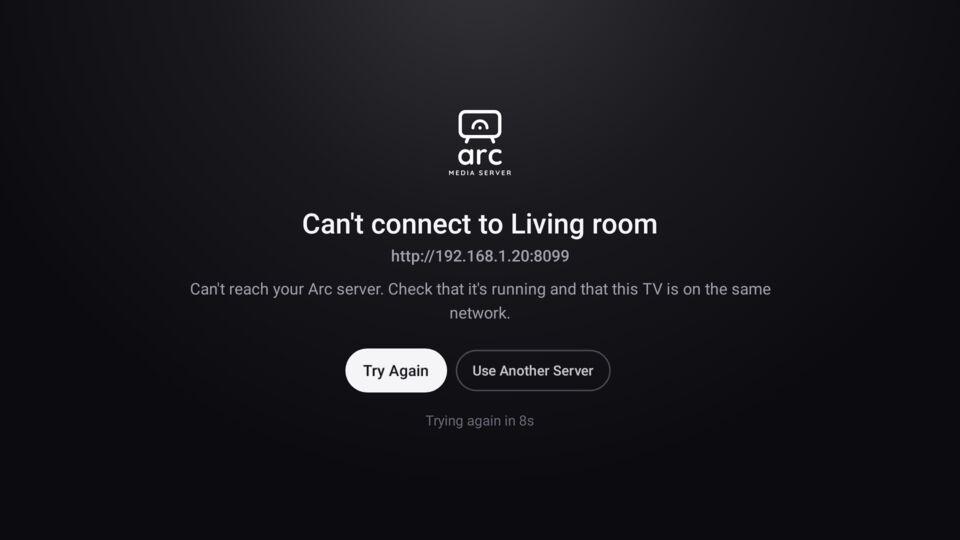 arc
MEDIA SERVER
Can't connect to Living room
http://192.168.1.20:8099
Can't reach your Arc server. Check that it's running and that this TV is on the same
network.
Try Again
Use Another Server
Trying again in 8s